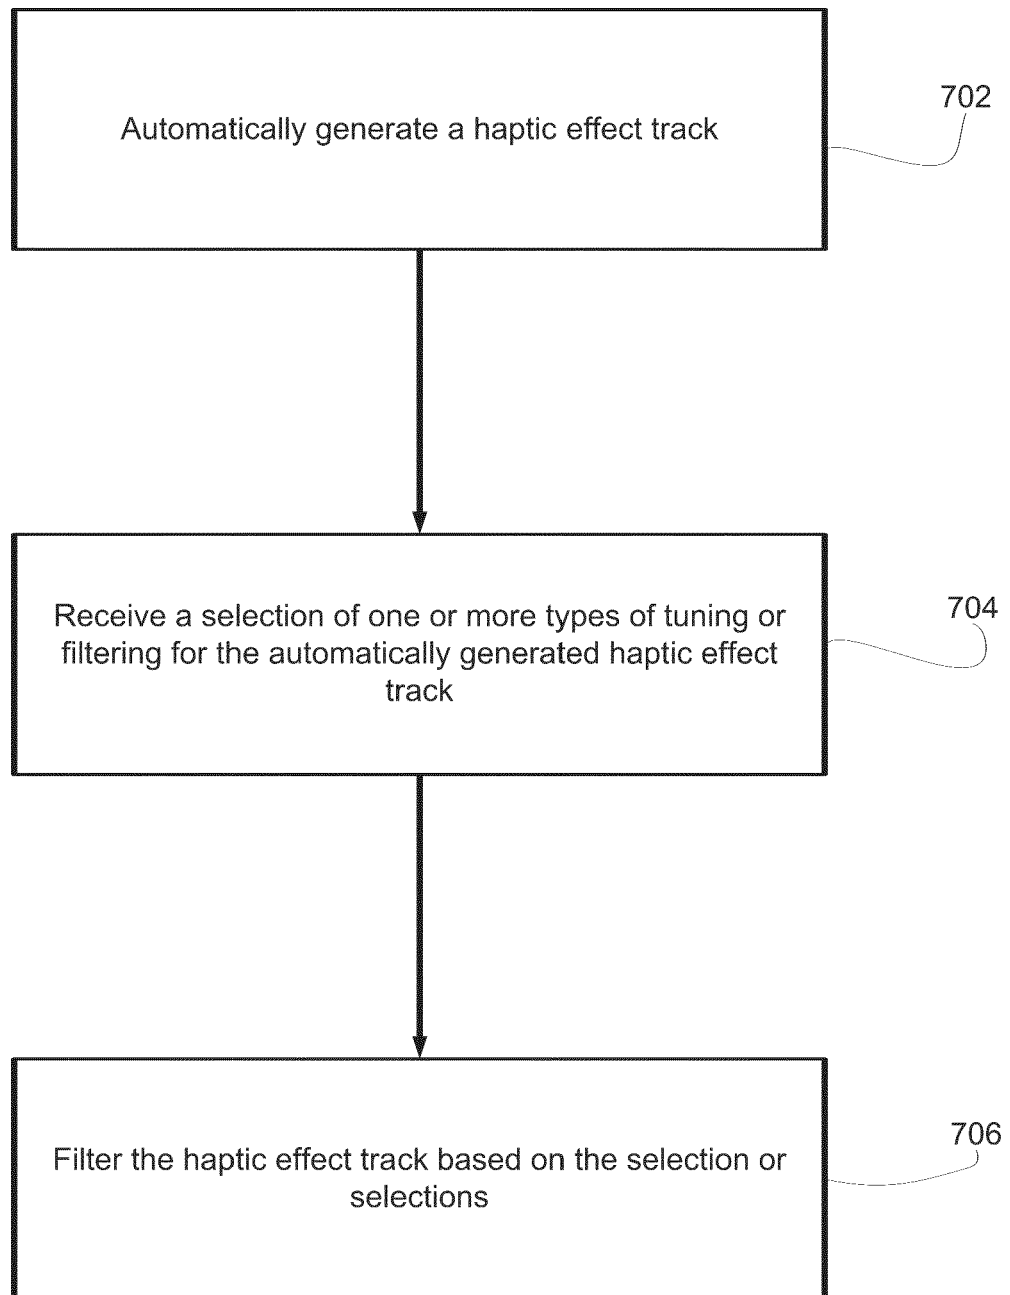 Automatically generate a haptic effect track
702
Receive a selection of one or more types of tuning or
filtering for the automatically generated haptic effect
track
704
Filter the haptic effect track based on the selection or
selections
706